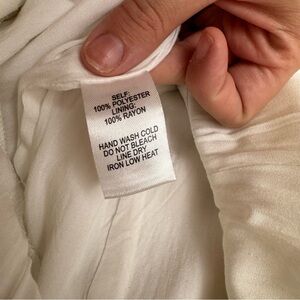 SELF:
100% POLYESTER
LINING:
100% RAYON
HAND WASH COLD
DO NOT BLEACH
LINE DRY
IRON LOW HEAT